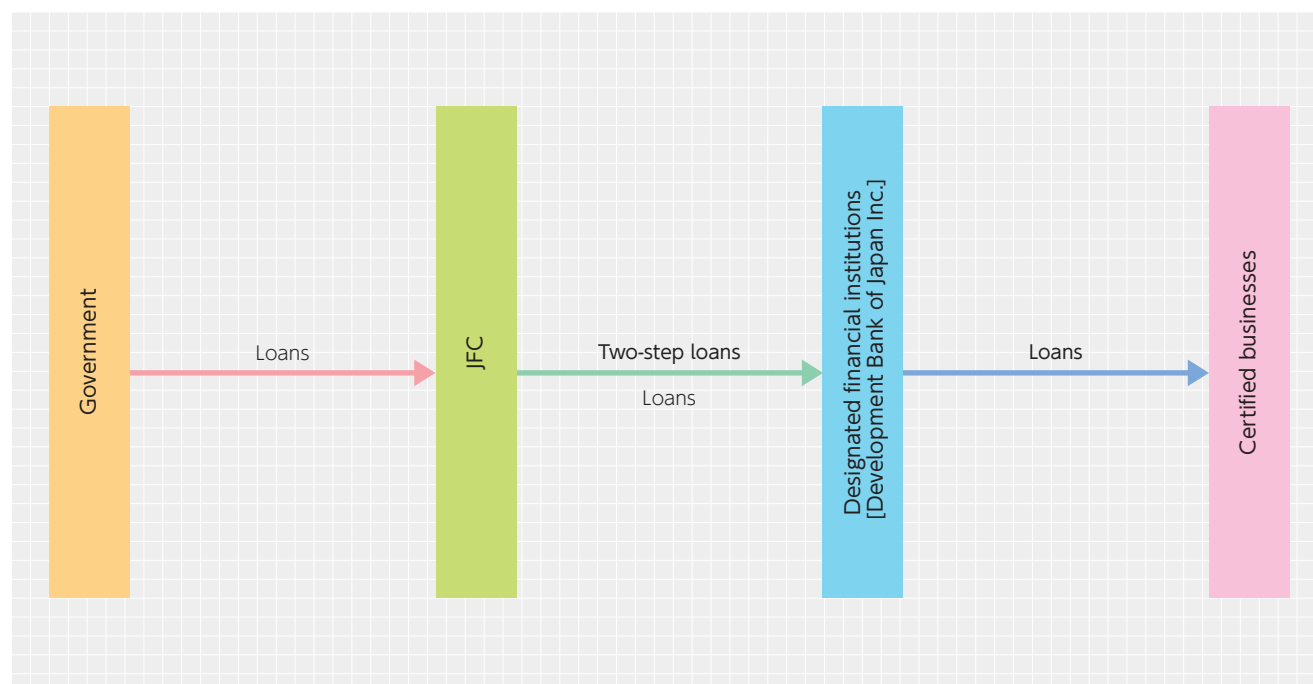 Government
Loans
JFC
Two-step loans
Loans
Designated financial institutions
[Development Bank of Japan Inc.]
Loans
Certified businesses